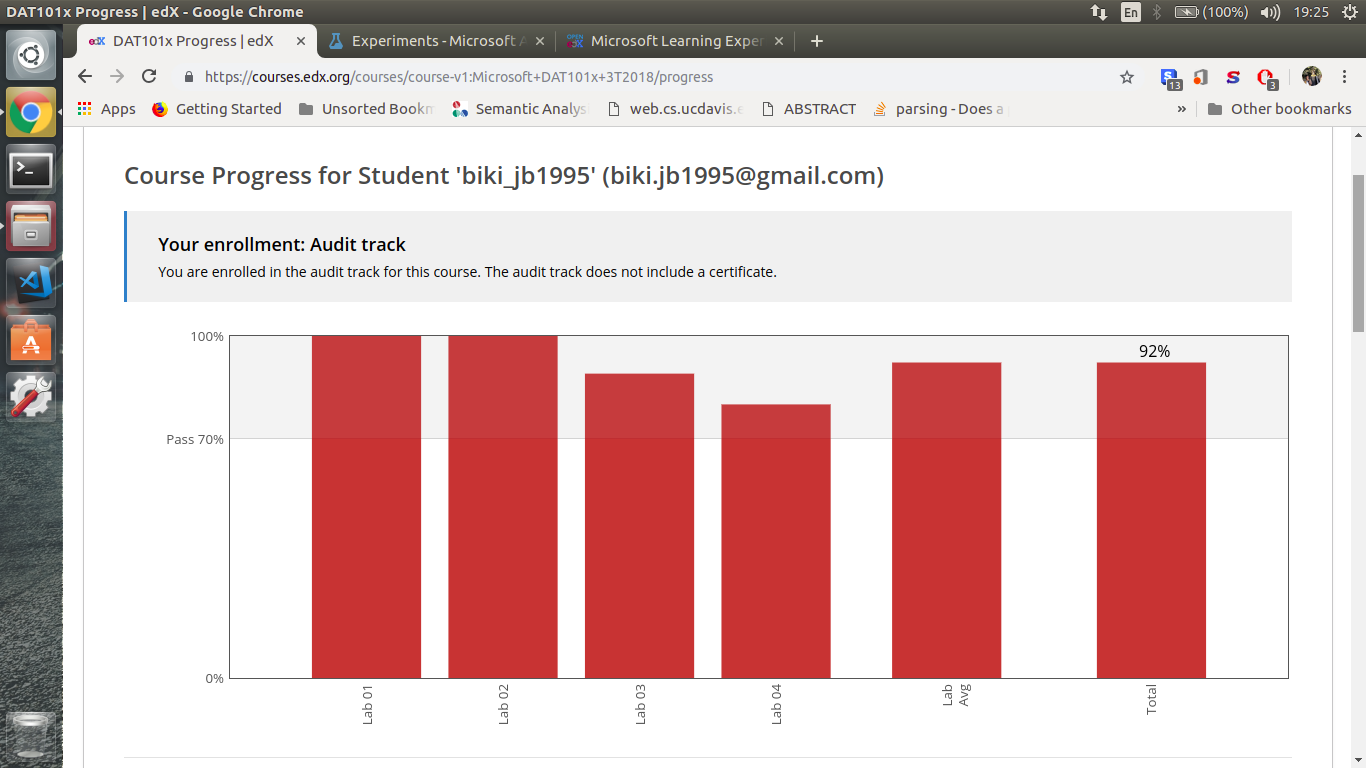 DAT101x Progress | edX - Google Chrome
En (100%) 19:25
DAT101x Progress | edX
Experiments - Microsoft A
Microsoft Learning Exper
https://courses.edx.org/courses/course-v1:Microsoft+DAT101x+3T2018/progress
13
3
Apps Getting Started Unsorted Bookm Semantic Analys web.cs.ucdavis.e ABSTRACT parsing - Does a » Other bookmarks
Course Progress for Student 'biki_jb1995' (biki.jb1995@gmail.com)
Your enrollment: Audit track
You are enrolled in the audit track for this course. The audit track does not include a certificate.
100%
92%
Pass 70%
0%
Lab 01
Lab 02
Lab 03
Lab 04
Lab
Avg
Total